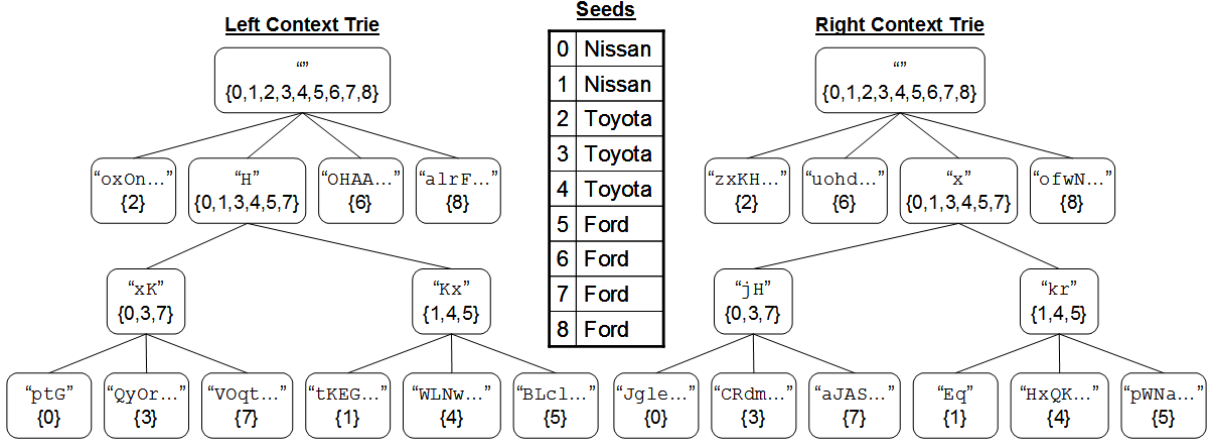 Left Context Trie
Seeds
Right Context Trie
“”
{0,1,2,3,4,5,6,7,8}
0 Nissan
1 Nissan
2 Toyota
3 Toyota
4 Toyota
5 Ford
6 Ford
7 Ford
8 Ford
“”
{0,1,2,3,4,5,6,7,8}
“oxOn…”
{2}
“H”
{0,1,3,4,5,7}
“OHAA…”
{6}
“alrF…”
{8}
“zxKH…”
{2}
“uohd…”
{6}
“x”
{0,1,3,4,5,7}
“ofwN…”
{8}
“xK”
{0,3,7}
“Kx”
{1,4,5}
“jH”
{0,3,7}
“kr”
{1,4,5}
“ptG”
{0}
“QyOr…”
{3}
“VOqt…”
{7}
“tKEG…”
{1}
“WLNw…”
{4}
“BLcl…”
{5}
“Jgle…”
{0}
“CRdm…”
{3}
“aJAS…”
{7}
“Eq”
{1}
“HxQK…”
{4}
“pWNa…”
{5}